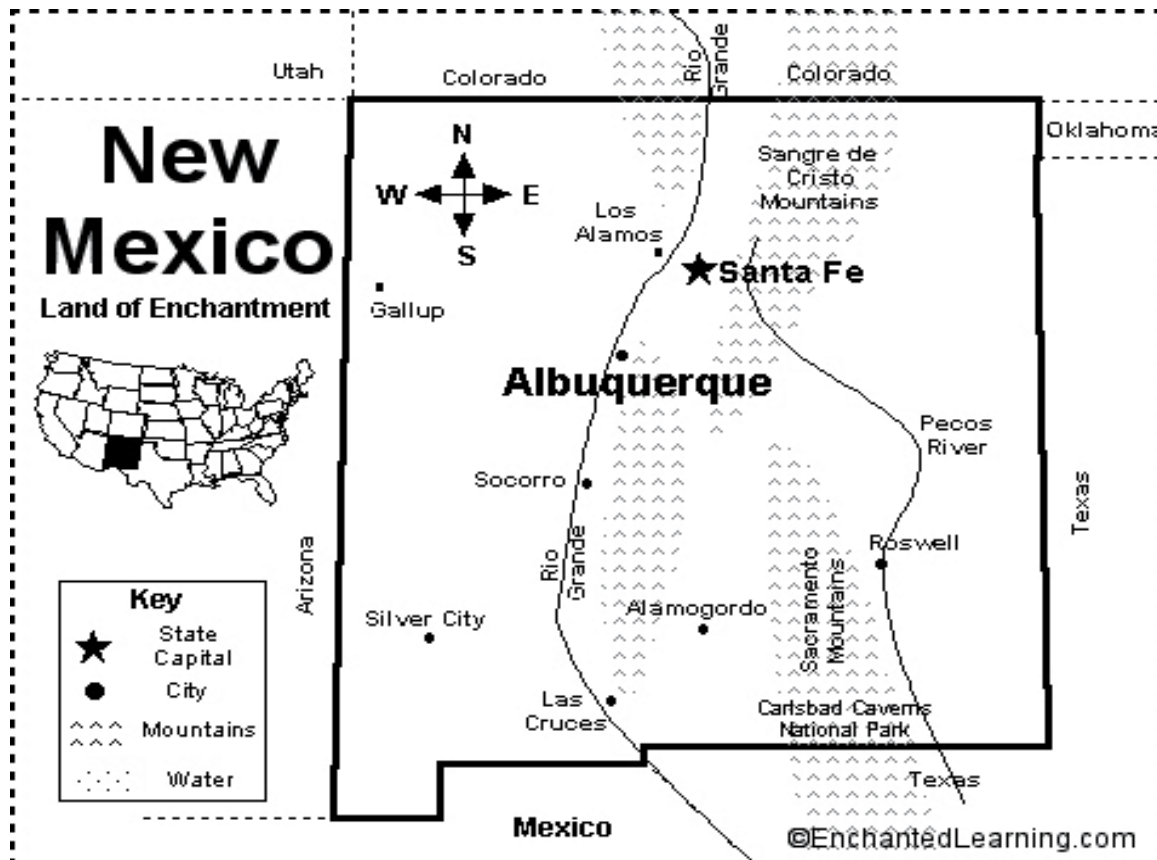 Utah
Colorado
Rio
Grande
Colorado
Oklahoma
New
Mexico
Land of Enchantment
N
W
E
S
Sangre de
Cristo
Mountains
Los
Alamos
Santa Fe
Gallup
Albuquerque
Pecos
River
Socorro
Texas
Rio
Grande
Roswell
Arizona
Sacramento
Mountains
Alamogordo
Silver City
Las
Cruces
Carlsbad Caverns
National Park
Key
State
Capital
City
Mountains
Water
Texas
Mexico
©EnchantedLearning.com